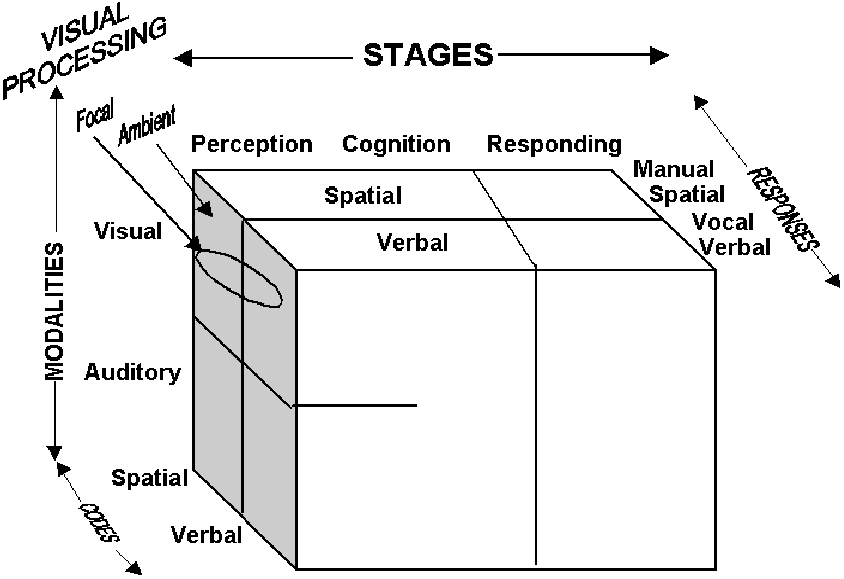 VISUAL
PROCESSING
STAGES
Focal
Ambient
Perception Cognition Responding
Manual
Spatial
Vocal
Verbal
RESPONSES
Spatial
Verbal
Visual
MODALITIES
Auditory
Spatial
Verbal
CODES